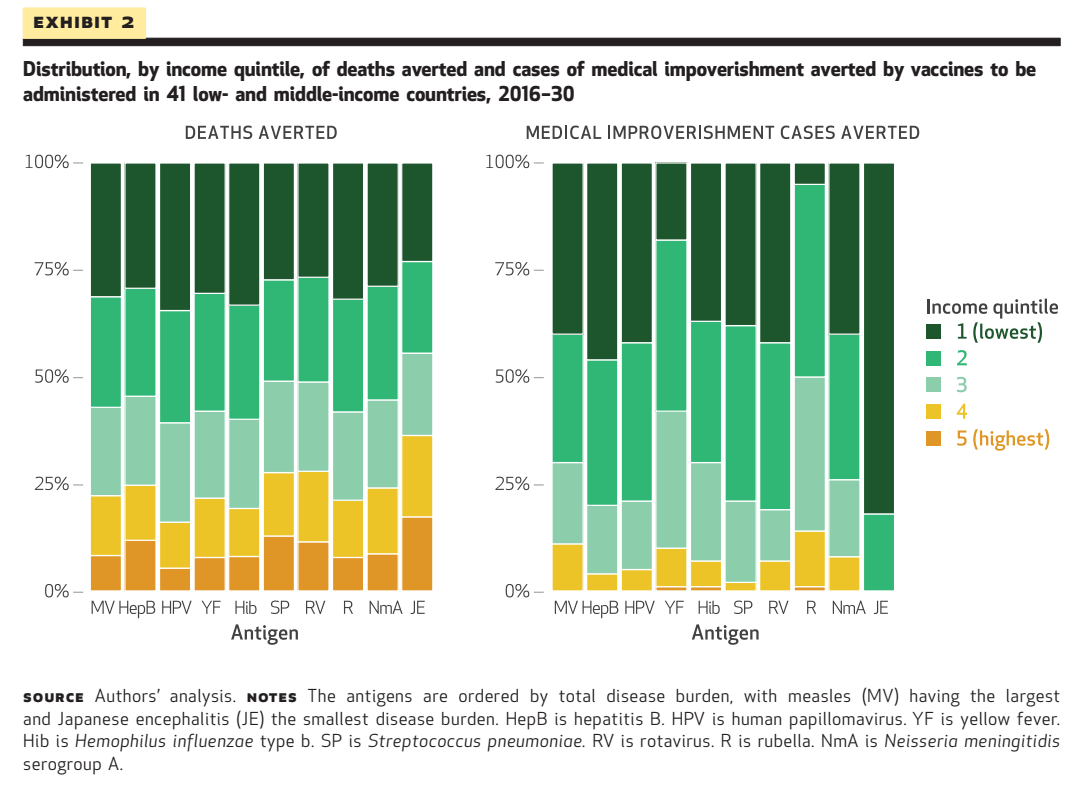 EXHIBIT 2
Distribution, by income quintile, of deaths averted and cases of medical impoverishment averted by vaccines to be
administered in 41 low- and middle-income countries, 2016–30
DEATHS AVERTED
100%
75%
50%
25%
0%
MV HepB HPV YF Hib SP RV R NmA JE
Antigen
MEDICAL IMPROVERISHMENT CASES AVERTED
100%
75%
50%
25%
0%
MV HepB HPV YF Hib SP RV R NmA JE
Antigen
Income quintile
1 (lowest)
2
3
4
5 (highest)
SOURCE Authors’ analysis. NOTES The antigens are ordered by total disease burden, with measles (MV) having the largest
and Japanese encephalitis (JE) the smallest disease burden. HepB is hepatitis B. HPV is human papillomavirus. YF is yellow fever.
Hib is Hemophilus influenzae type b. SP is Streptococcus pneumoniae. RV is rotavirus. R is rubella. NmA is Neisseria meningitidis
serogroup A.